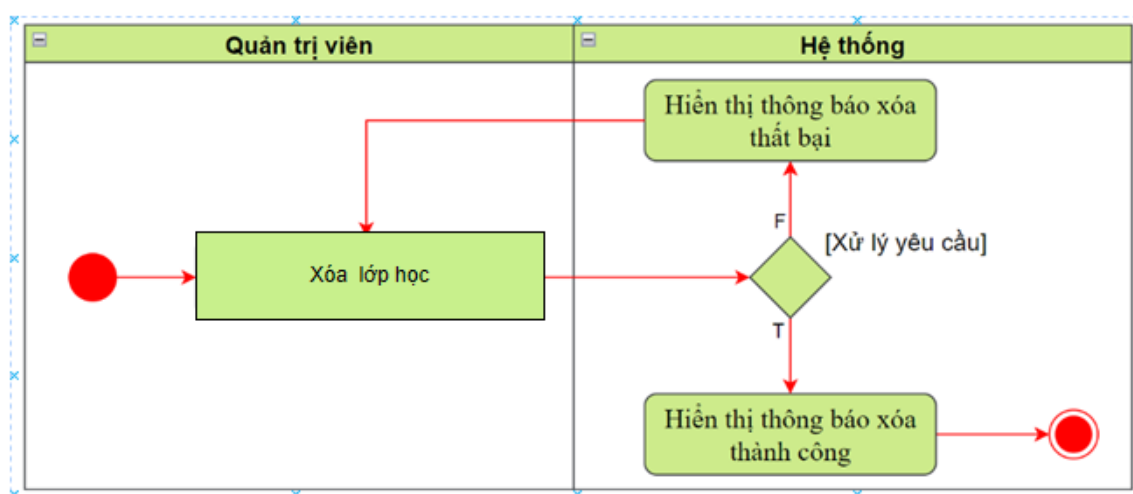 Quản trị viên
Hệ thống
Hiển thị thông báo xóa
thất bại
F
[Xử lý yêu cầu]
Xóa lớp học
T
Hiển thị thông báo xóa
thành công